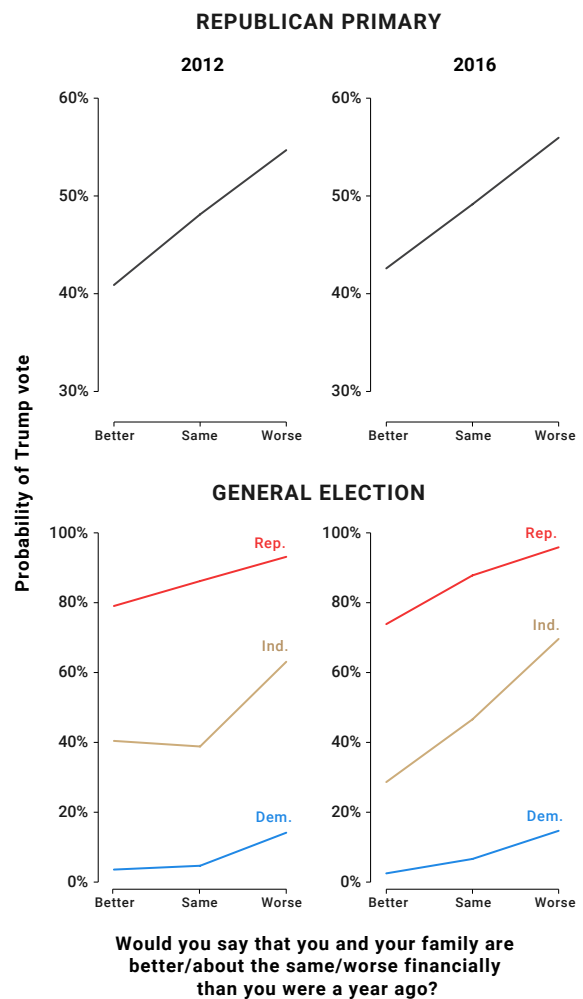 REPUBLICAN PRIMARY
2012
2016
60%
50%
40%
30%
Better
Same
Worse
60%
50%
40%
30%
Better
Same
Worse
Probability of Trump vote
GENERAL ELECTION
100%
80%
60%
40%
20%
0%
Rep.
Ind.
Dem.
Better
Same
Worse
100%
80%
60%
40%
20%
0%
Rep.
Ind.
Dem.
Better
Same
Worse
Would you say that you and your family are
better/about the same/worse financially
than you were a year ago?